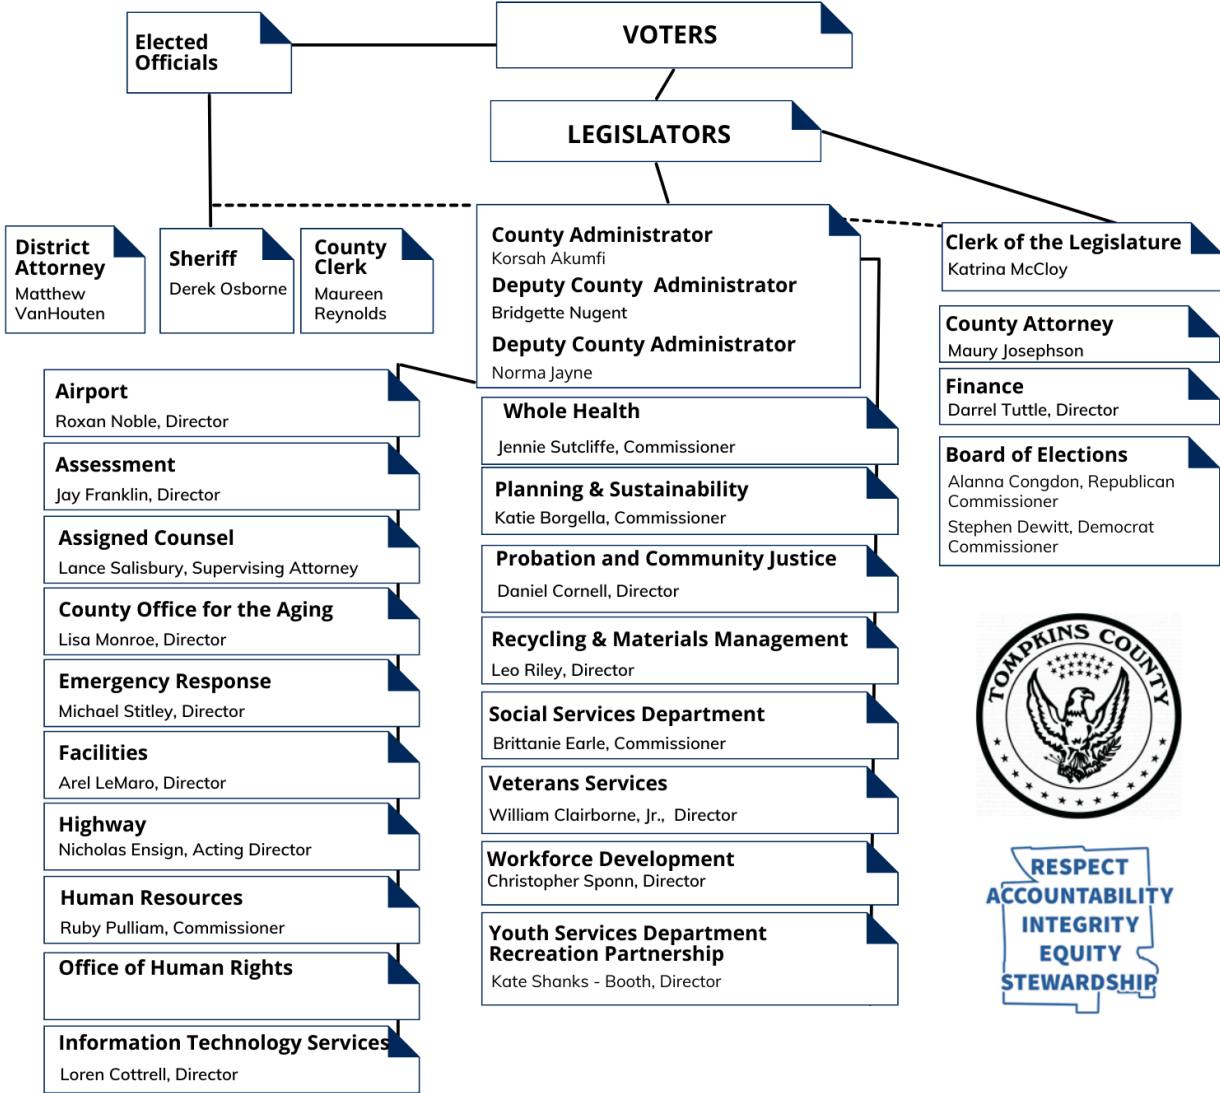 VOTERS
Elected
Officials
LEGISLATORS
District
Attorney
Matthew
VanHouten
Sheriff
Derek Osborne
County
Clerk
Maureen
Reynolds
County Administrator
Korsah Akumfi
Deputy County  Administrator
Bridgette Nugent
Deputy County Administrator
Norma Jayne
Clerk of the Legislature
Katrina McCloy
County Attorney
Maury Josephson
Finance
Darrel Tuttle, Director
Board of Elections
Alanna Congdon, Republican
Commissioner
Stephen Dewitt, Democrat
Commissioner
Airport
Roxan Noble, Director
Assessment
Jay Franklin, Director
Assigned Counsel
Lance Salisbury, Supervising Attorney
County Office for the Aging
Lisa Monroe, Director
Emergency Response
Michael Stitley, Director
Facilities
Arel LeMaro, Director
Highway
Nicholas Ensign, Acting Director
Human Resources
Ruby Pulliam, Commissioner
Office of Human Rights
Information Technology Services
Loren Cottrell, Director
Whole Health
Jennie Sutcliffe, Commissioner
Planning & Sustainability
Katie Borgella, Commissioner
Probation and Community Justice
Daniel Cornell, Director
Recycling & Materials Management
Leo Riley, Director
Social Services Department
Brittanie Earle, Commissioner
Veterans Services
William Clairborne, Jr.,  Director
Workforce Development
Christopher Sponn, Director
Youth Services Department
Recreation Partnership
Kate Shanks - Booth, Director
TOMPKINS COUNTY
RESPECT
ACCOUNTABILITY
INTEGRITY
EQUITY
STEWARDSHIP